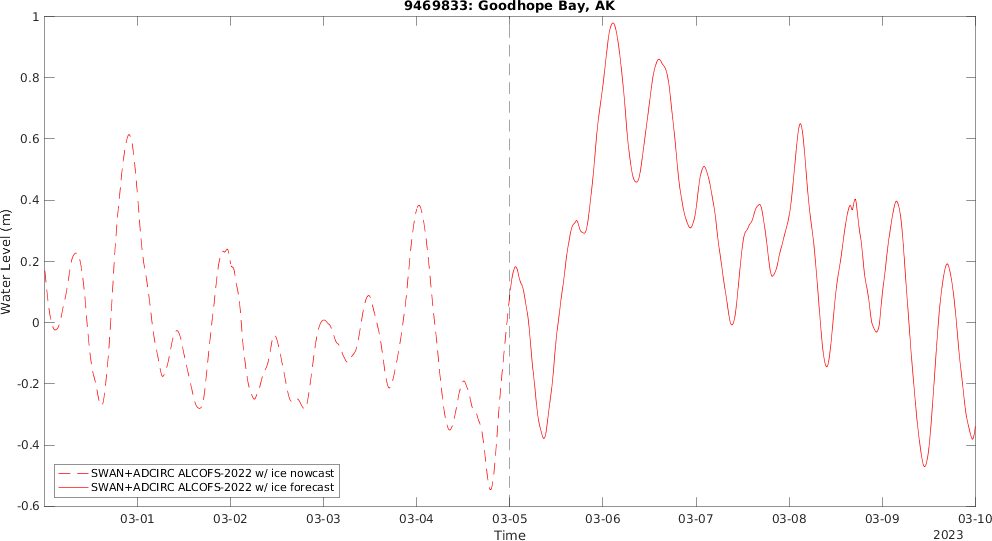 9469833: Goodhope Bay, AK
1
0.8
0.6
0.4
0.2
0
-0.2
-0.4
-0.6
Water Level (m)
SWAN+ADCIRC ALCOFS-2022 w/ ice nowcast
SWAN+ADCIRC ALCOFS-2022 w/ ice forecast
03-01 03-02 03-03 03-04 03-05 03-06 03-07 03-08 03-09 03-10
Time
2023